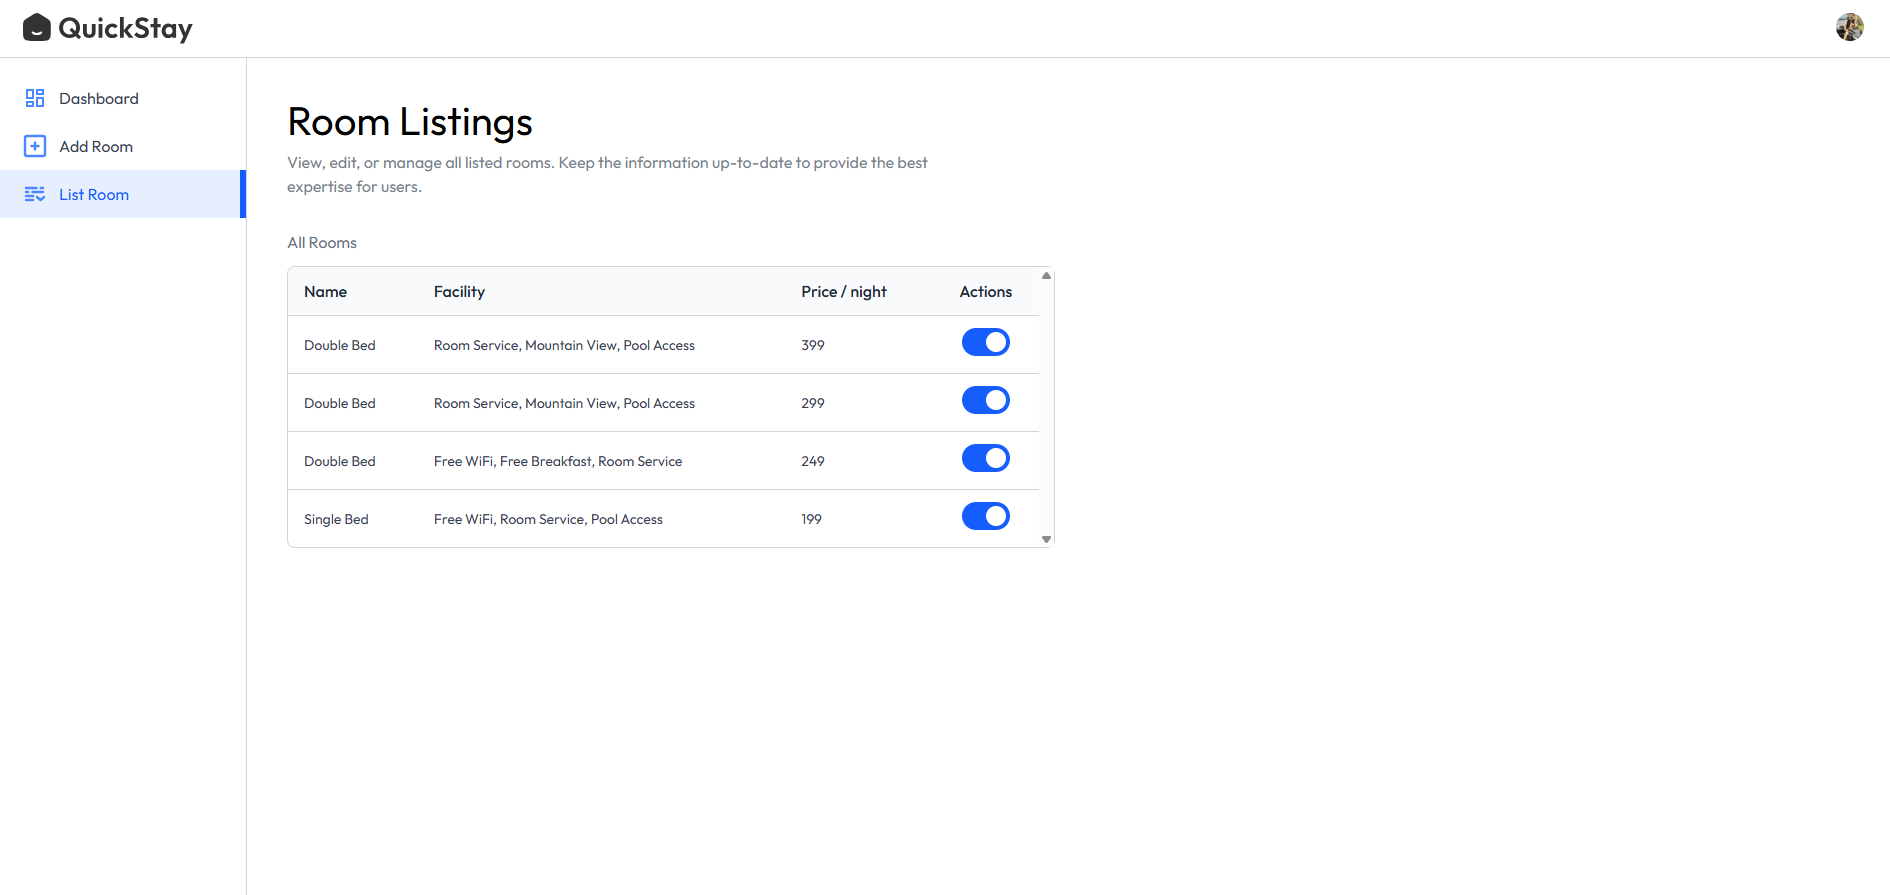 QuickStay
Dashboard
Add Room
List Room
Room Listings
View, edit, or manage all listed rooms. Keep the information up-to-date to provide the best
expertise for users.
All Rooms
Name Facility Price / night Actions
Double Bed Room Service, Mountain View, Pool Access 399
Double Bed Room Service, Mountain View, Pool Access 299
Double Bed Free WiFi, Free Breakfast, Room Service 249
Single Bed Free WiFi, Room Service, Pool Access 199